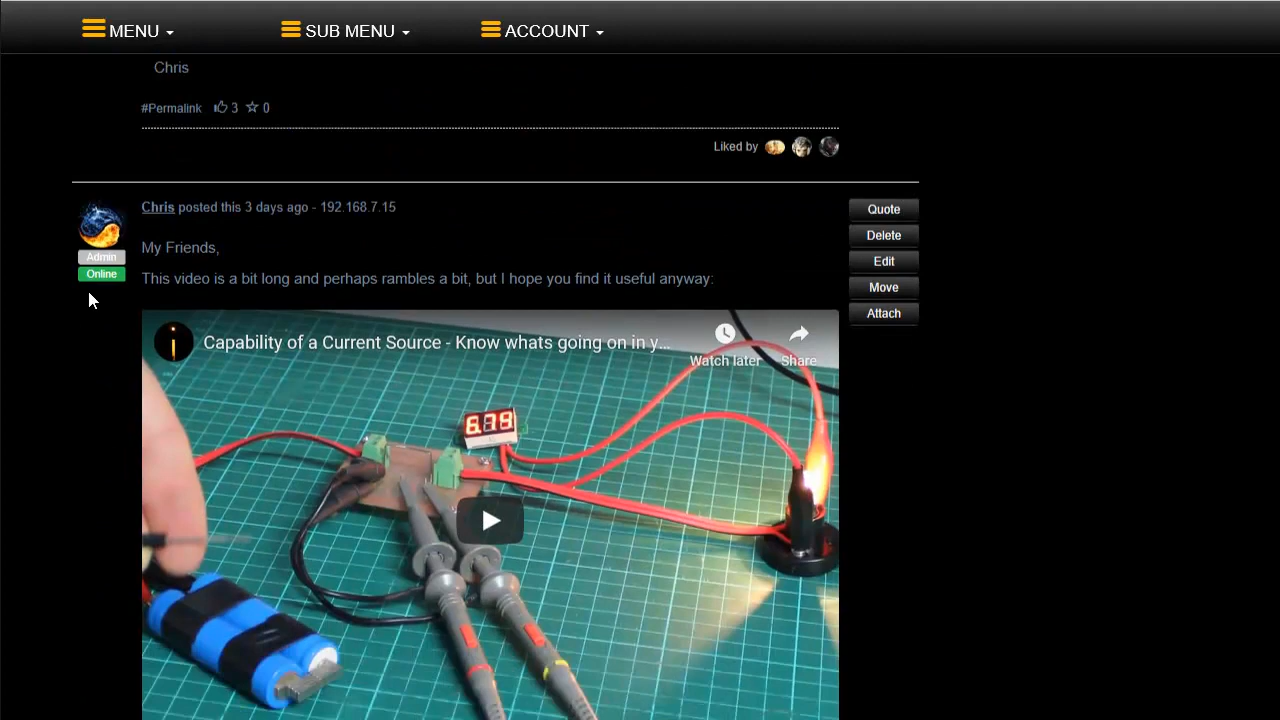 MENU
SUB MENU
ACCOUNT
Chris
#Permalink 3 0
Liked by
Chris posted this 3 days ago - 192.168.7.15
Quote
Admin
Delete
My Friends,
Edit
Online
This video is a bit long and perhaps rambles a bit, but I hope you find it useful anyway:
Move
Attach
Capability of a Current Source - Know whats going on in y...
Watch later
Share
6.79